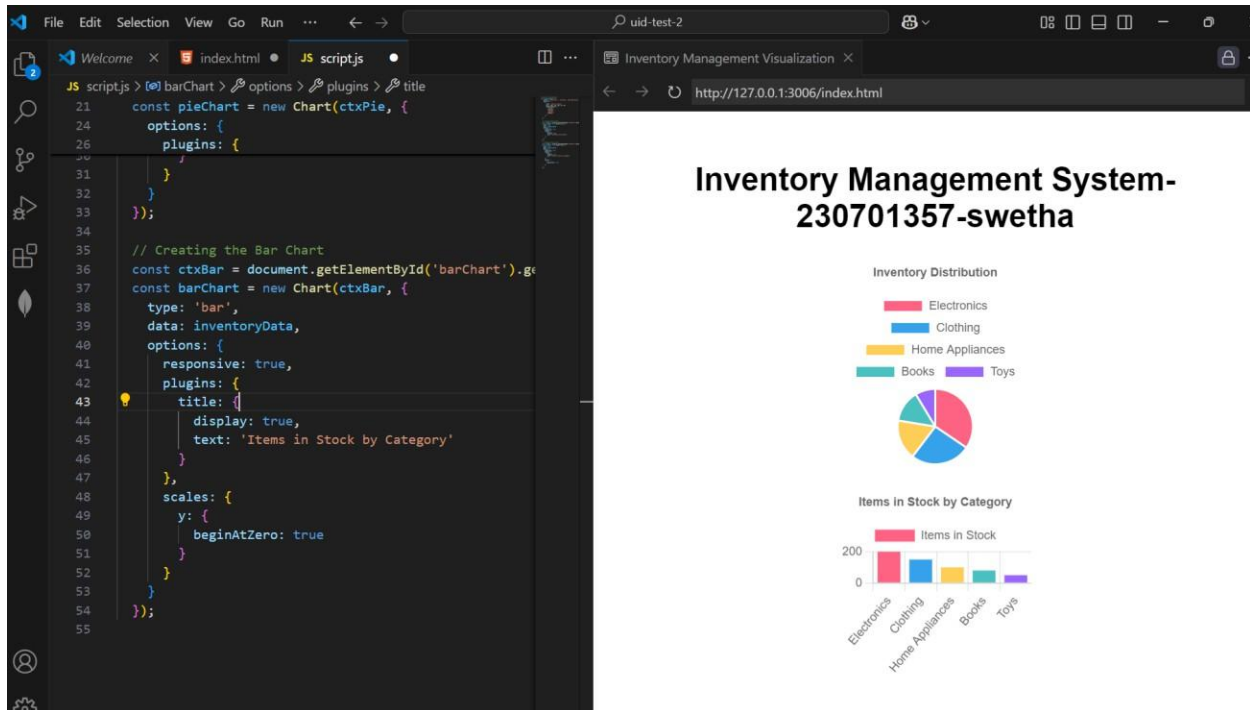 File Edit Selection View Go Run ... uid-test-2
Welcome index.html JS script.js
JS script.js > barChart > options > plugins > title
21 const pieChart = new Chart(ctxPie, {
24 options: {
26 plugins: {
}
31 }
32 }
33 });
34
35 // Creating the Bar Chart
36 const ctxBar = document.getElementById('barChart').ge
37 const barChart = new Chart(ctxBar, {
38 type: 'bar',
39 data: inventoryData,
40 options: {
41 responsive: true,
42 plugins: {
43 title: {
44 display: true,
45 text: 'Items in Stock by Category'
46 }
47 },
48 scales: {
49 y: {
50 beginAtZero: true
51 }
52 }
53 }
54 });
55
2
Inventory Management Visualization
http://127.0.0.1:3006/index.html
Inventory Management System-
230701357-swetha
Inventory Distribution
Electronics
Clothing
Home Appliances
Books Toys
Items in Stock by Category
Items in Stock
200
0
Electronics
Clothing
Home Appliances
Books
Toys